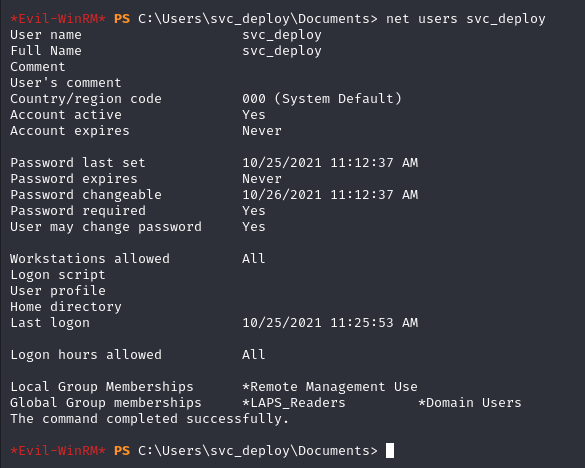 *Evil-WinRM* PS C:\Users\svc_deploy\Documents> net users svc_deploy
User name                    svc_deploy
Full Name                    svc_deploy
Comment
User's comment
Country/region code          000 (System Default)
Account active               Yes
Account expires              Never

Password last set            10/25/2021 11:12:37 AM
Password expires             Never
Password changeable          10/26/2021 11:12:37 AM
Password required            Yes
User may change password     Yes

Workstations allowed         All
Logon script
User profile
Home directory
Last logon                   10/25/2021 11:25:53 AM

Logon hours allowed          All

Local Group Memberships      *Remote Management Use
Global Group memberships     *LAPS_Readers         *Domain Users
The command completed successfully.

*Evil-WinRM* PS C:\Users\svc_deploy\Documents>